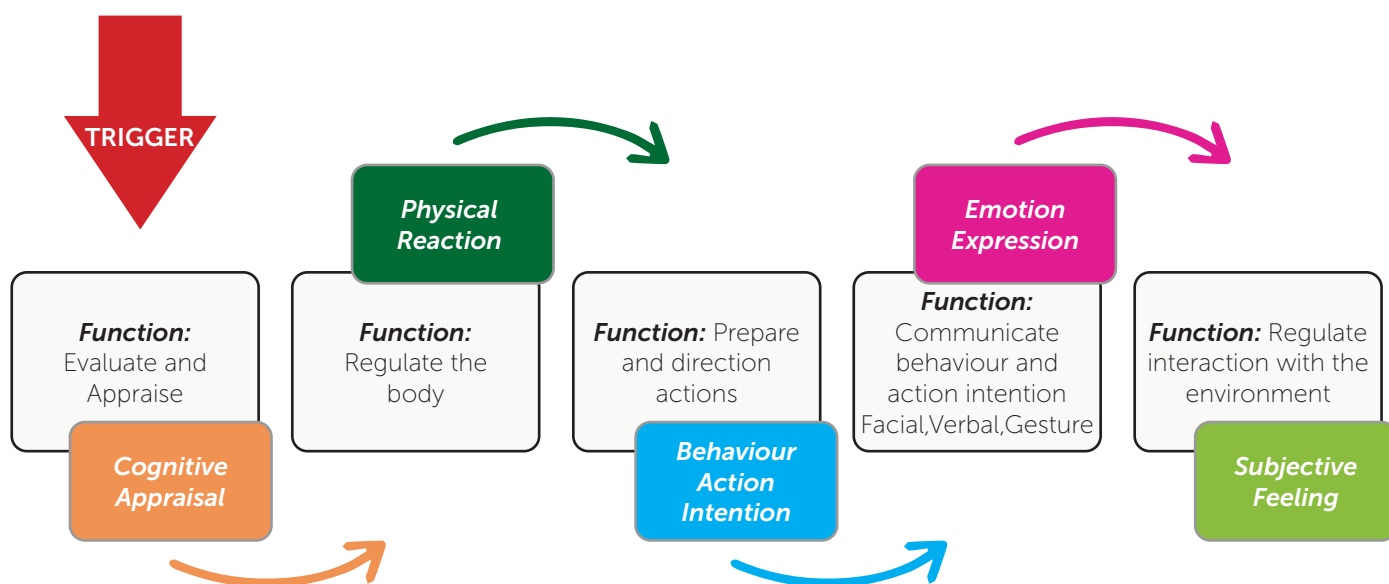 TRIGGER
Physical
Reaction
Emotion
Expression
Function:
Evaluate and
Appraise
Function:
Regulate the
body
Function: Prepare
and direction
actions
Function:
Communicate
behaviour and
action intention
Facial,Verbal,Gesture
Function: Regulate
interaction with the
environment
Cognitive
Appraisal
Behaviour
Action
Intention
Subjective
Feeling